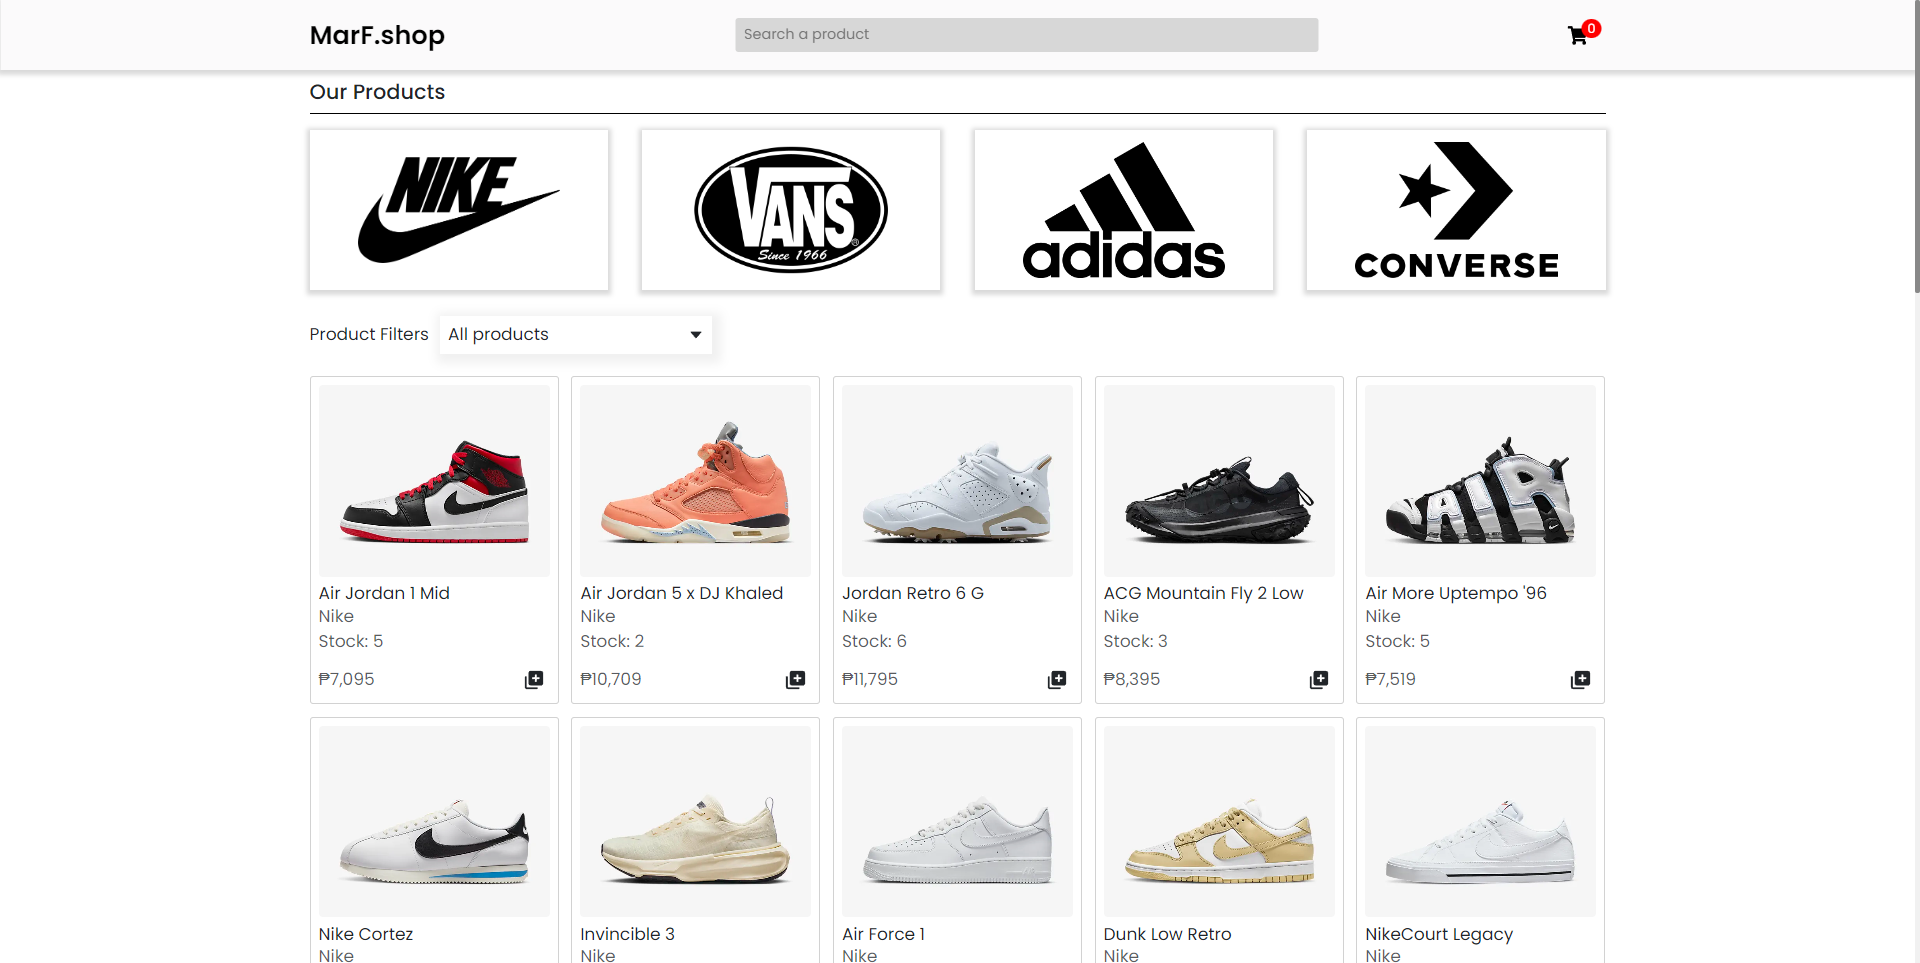 MarF.shop
Search a product
0
Our Products
NIKE
VANS
Since 1966
®
adidas
CONVERSE
Product Filters
All products
AIR
Air Jordan 1 Mid
Nike
Stock: 5
₱7,095
Air Jordan 5 x DJ Khaled
Nike
Stock: 2
₱10,709
Jordan Retro 6 G
Nike
Stock: 6
₱11,795
ACG Mountain Fly 2 Low
Nike
Stock: 3
₱8,395
Air More Uptempo '96
Nike
Stock: 5
₱7,519
Nike Cortez
Nike
Invincible 3
Nike
Air Force 1
Nike
Dunk Low Retro
Nike
NikeCourt Legacy
Nike